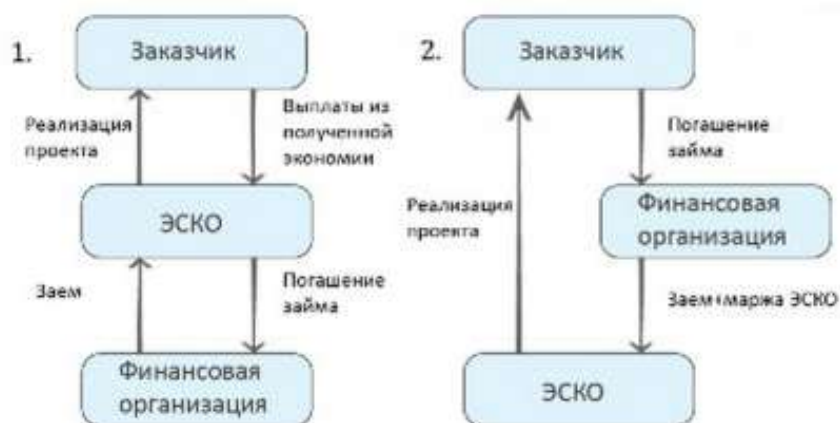 1.
Заказчик
Реализация
проекта
Выплаты из
полученной
экономии
ЭСКО
Заем
Погашение
займа
Финансовая
организация
2.
Заказчик
Погашение
займа
Реализация
проекта
Финансовая
организация
Заем+маржа ЭСКО
ЭСКО